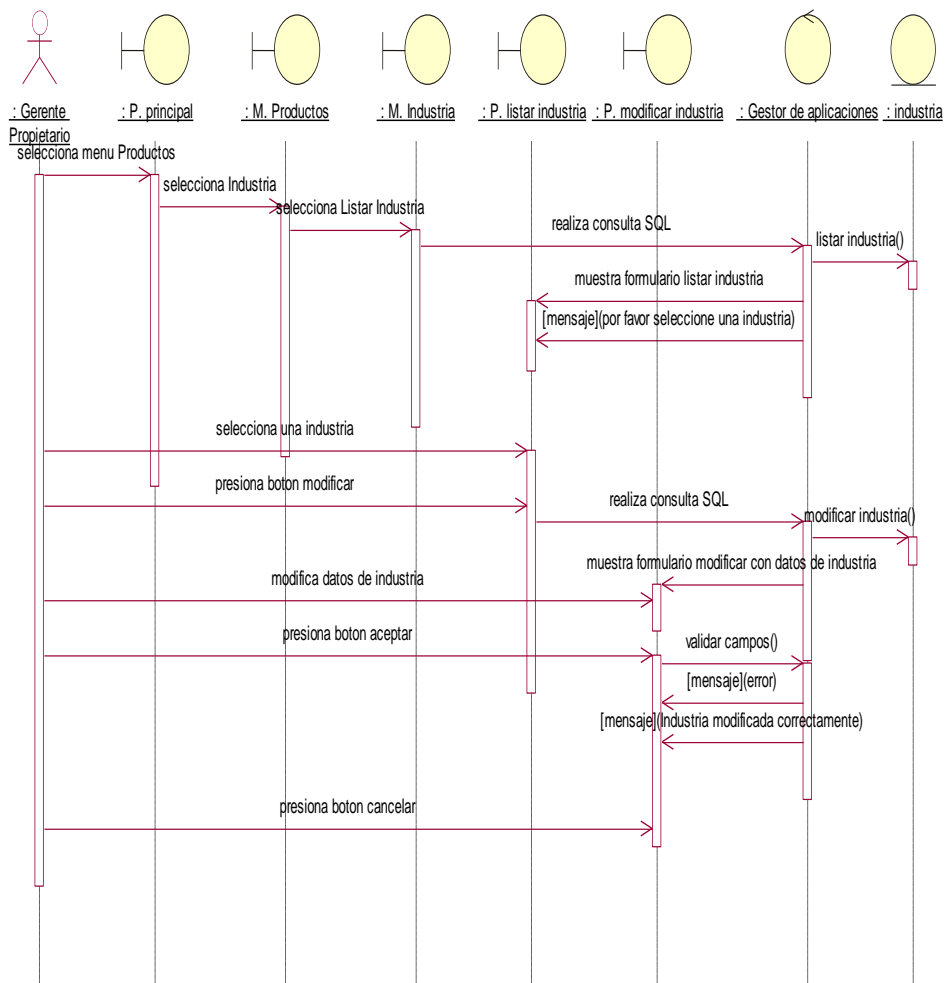 : Gerente
Propietario
: P. principal
: M. Productos
: M. Industria
: P. listar industria
: P. modificar industria
: Gestor de aplicaciones
: industria
selecciona menu Productos
selecciona Industria
selecciona Listar Industria
realiza consulta SQL
listar industria()
muestra formulario listar industria
[mensaje](por favor seleccione una industria)
selecciona una industria
presiona boton modificar
realiza consulta SQL
modificar industria()
muestra formulario modificar con datos de industria
modifica datos de industria
presiona boton aceptar
validar campos()
[mensaje](error)
[mensaje](Industria modificada correctamente)
presiona boton cancelar